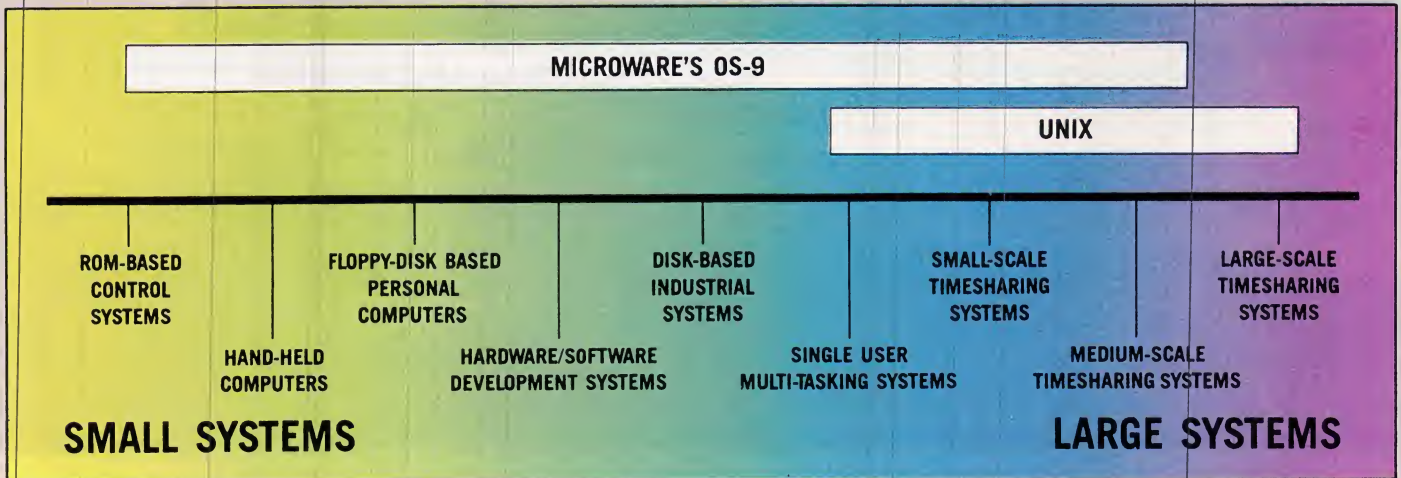 MICROWARE'S OS-9
UNIX
ROM-BASED
CONTROL
SYSTEMS
HAND-HELD
COMPUTERS
FLOPPY-DISK BASED
PERSONAL
COMPUTERS
HARDWARE/SOFTWARE
DEVELOPMENT SYSTEMS
DISK-BASED
INDUSTRIAL
SYSTEMS
SINGLE USER
MULTI-TASKING SYSTEMS
SMALL-SCALE
TIMESHARING
SYSTEMS
MEDIUM-SCALE
TIMESHARING SYSTEMS
LARGE-SCALE
TIMESHARING
SYSTEMS
SMALL SYSTEMS
LARGE SYSTEMS